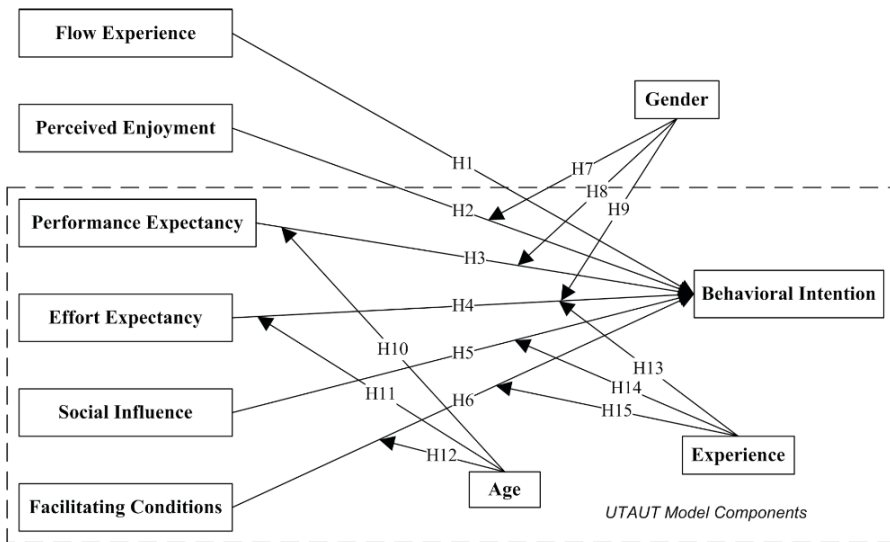 Flow Experience
Gender
Perceived Enjoyment
H1
H7
H8
H2
H9
Performance Expectancy
H3
Behavioral Intention
Effort Expectancy
H4
H10
H5
H13
H11
H14
H6
H15
Social Influence
H12
Experience
Age
Facilitating Conditions
UTAUT Model Components